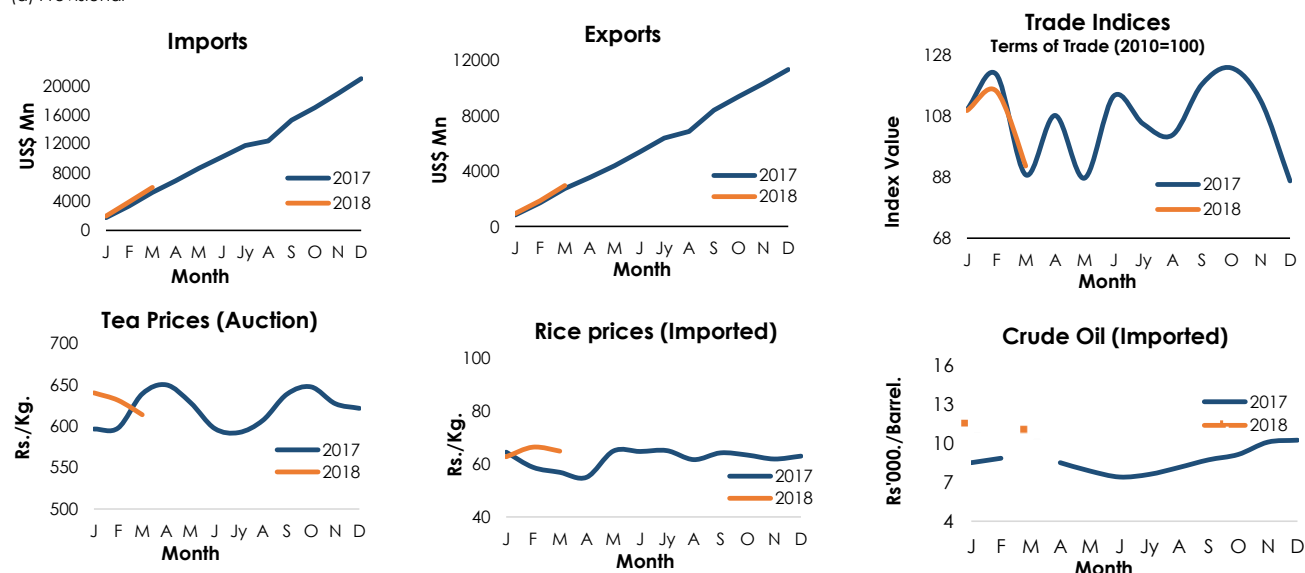 (a) Provisional
Imports
US$ Mn
20000
16000
12000
8000
4000
0
J F M A M J Jy A S O N D
Month
2017
2018
Exports
US$ Mn
12000
8000
4000
0
J F M A M J Jy A S O N D
Month
2017
2018
Trade Indices
Terms of Trade (2010=100)
Index Value
128
108
88
68
J F M A M J Jy A S O N D
Month
2017
2018
Tea Prices (Auction)
Rs./Kg.
700
650
600
550
500
J F M A M J Jy A S O N D
Month
2017
2018
Rice prices (Imported)
Rs./Kg.
100
80
60
40
J F M A M J Jy A S O N D
Month
2017
2018
Crude Oil (Imported)
Rs'000./Barrel.
16
13
10
7
4
J F M A M J Jy A S O N D
Month
2017
2018